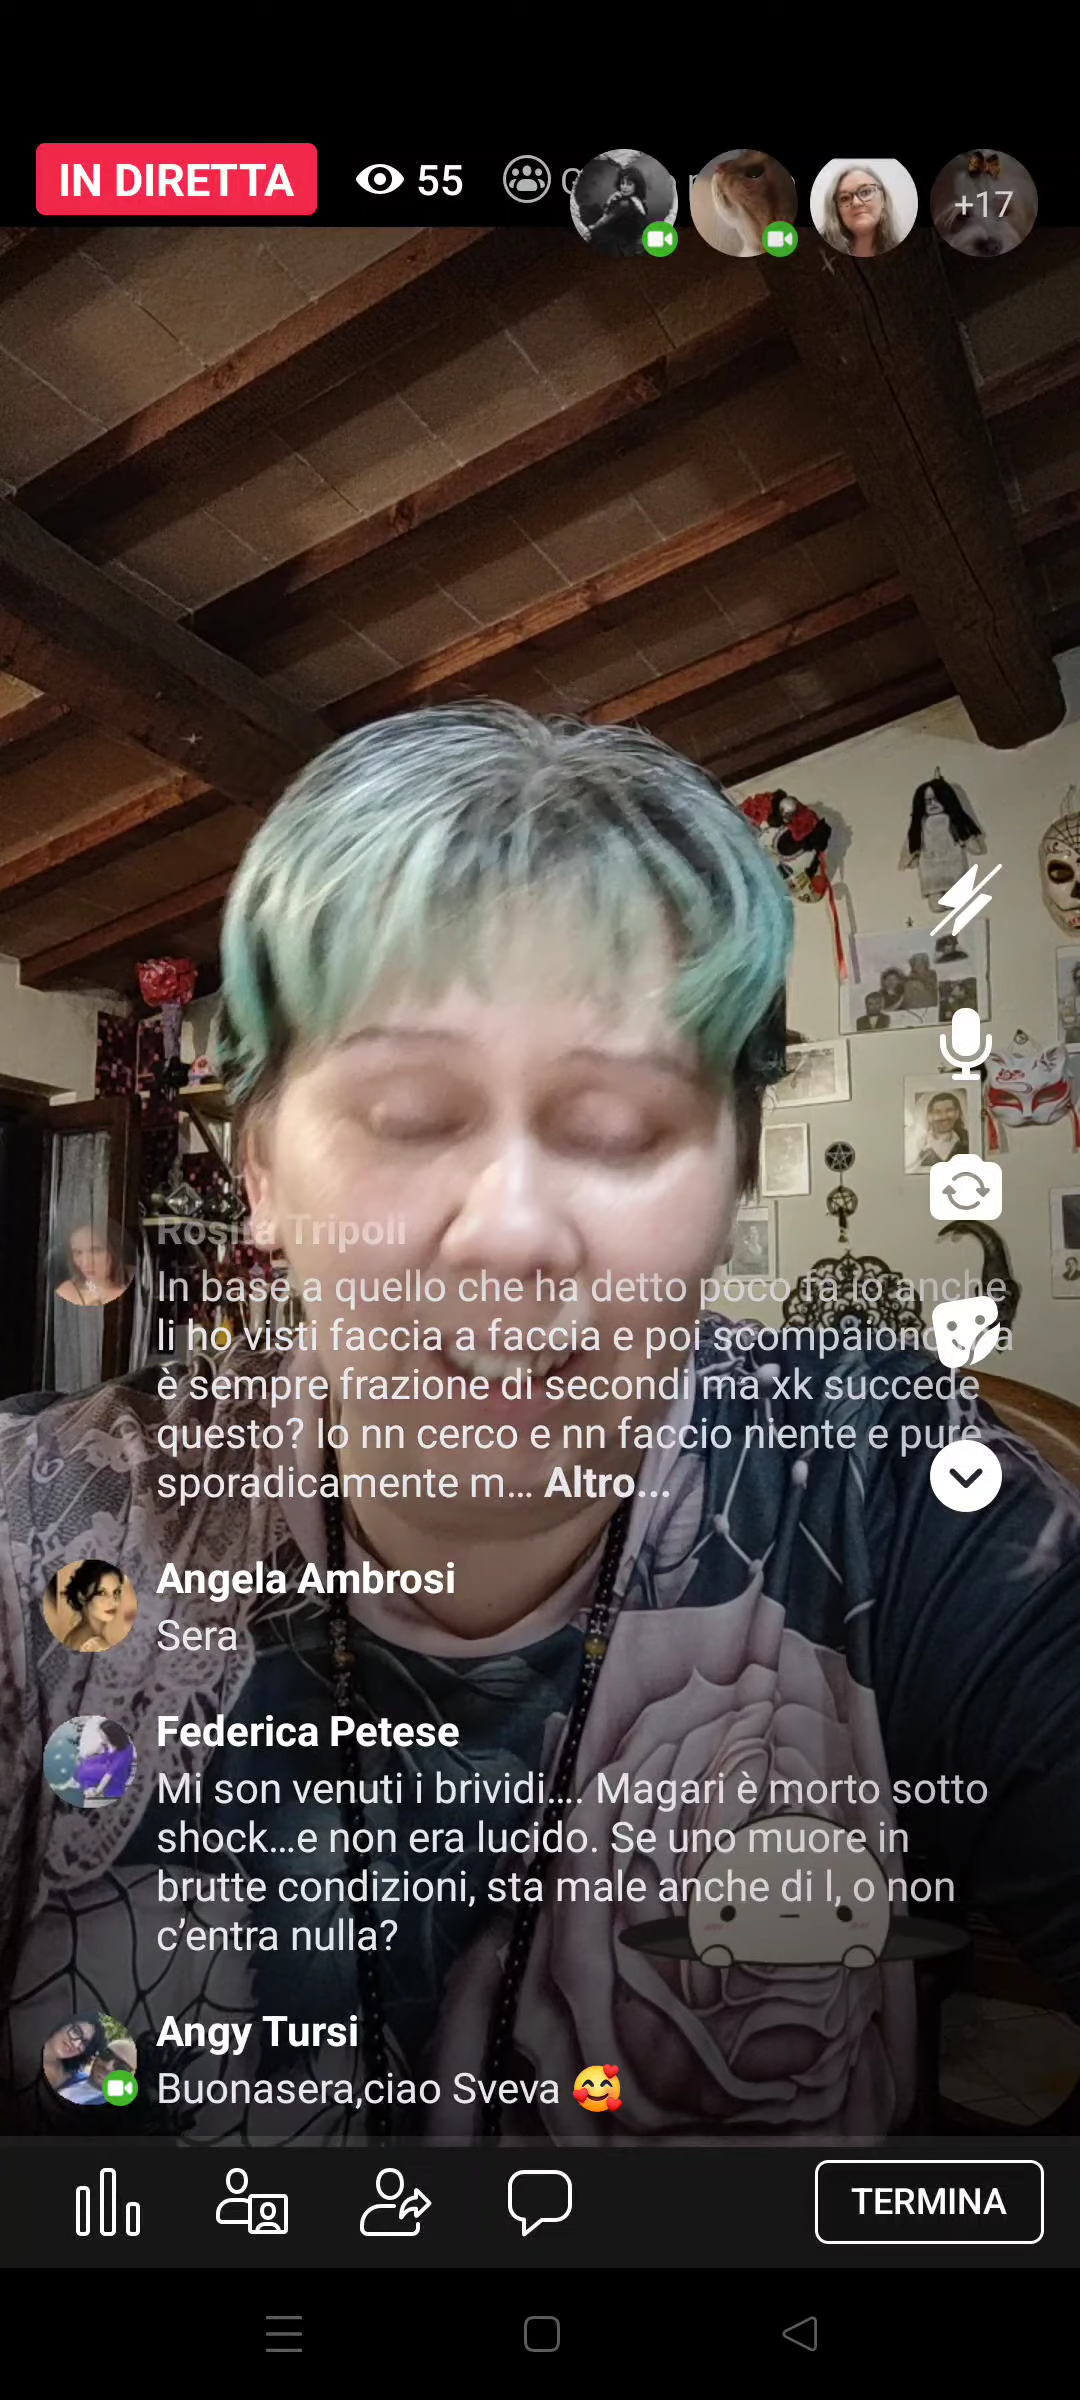 IN DIRETTA
55
+17
Rosita Tripoli
In base a quello che ha detto poco fa io anche
li ho visti faccia a faccia e poi scompaiono
è sempre frazione di secondi ma xk succede
questo? Io nn cerco e nn faccio niente e pure
sporadicamente m... Altro...
Angela Ambrosi
Sera
Federica Petese
Mi son venuti i brividi.... Magari è morto sotto
shock...e non era lucido. Se uno muore in
brutte condizioni, sta male anche di l, o non
c’entra nulla?
Angy Tursi
Buonasera,ciao Sveva 🥰
TERMINA